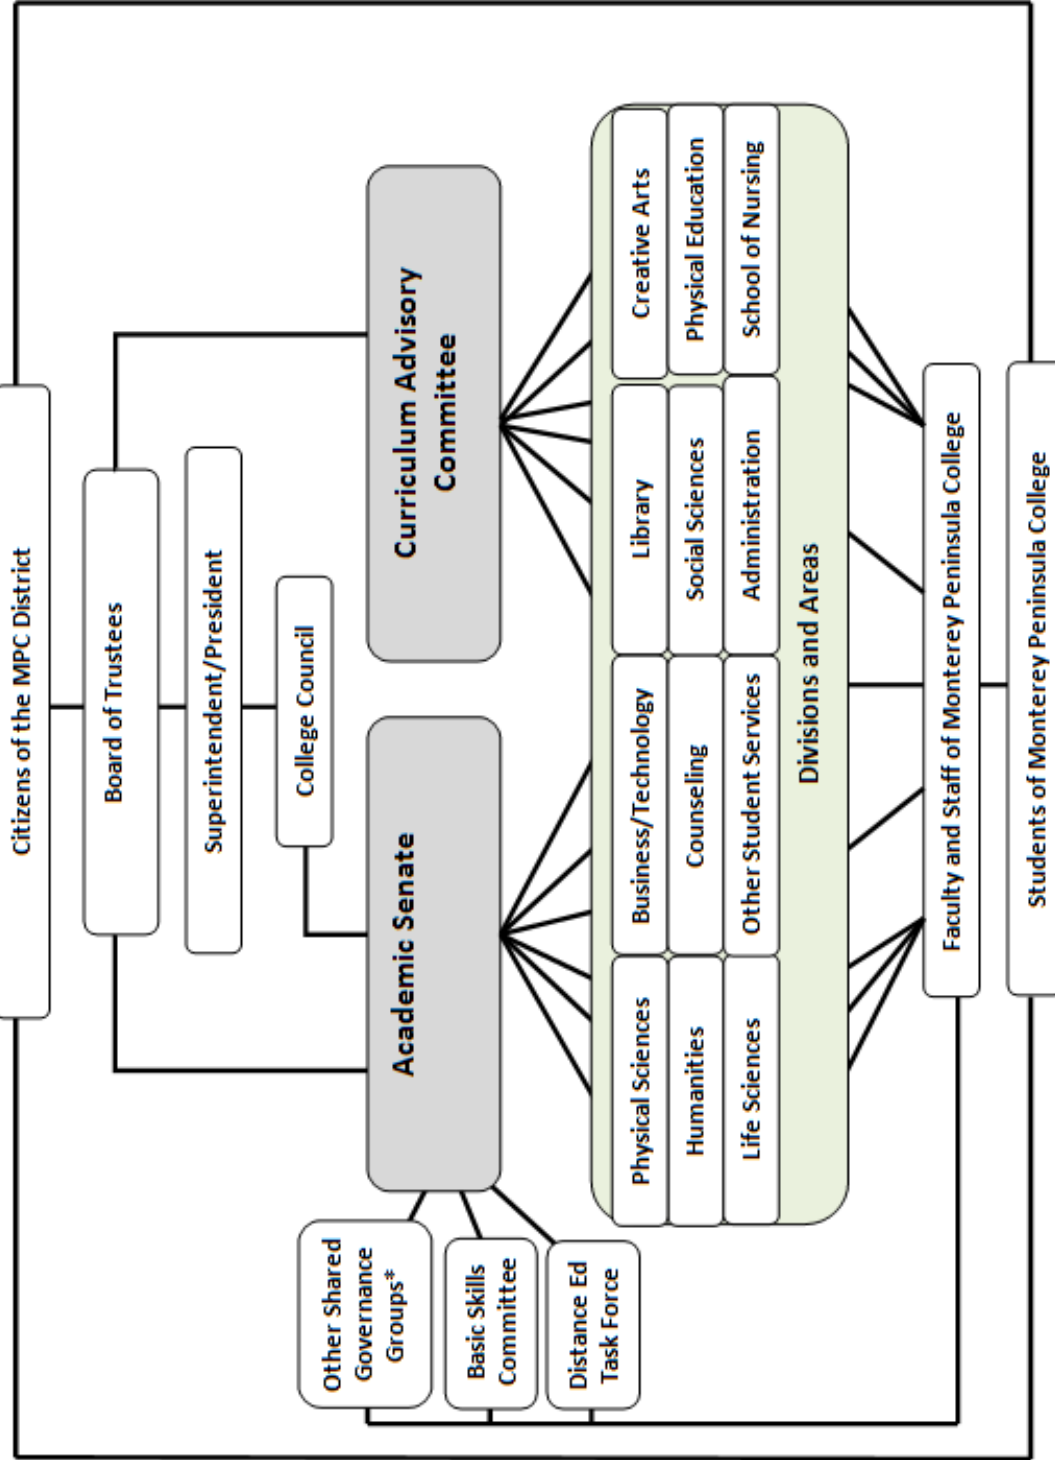 Citizens of the MPC District
Board of Trustees
Superintendent/President
College Council
Academic Senate
Curriculum Advisory
Committee
Other Shared
Governance
Groups*
Basic Skills
Committee
Distance Ed
Task Force
Physical Sciences
Business/Technology
Library
Creative Arts
Humanities
Counseling
Social Sciences
Physical Education
Life Sciences
Other Student Services
Administration
School of Nursing
Divisions and Areas
Faculty and Staff of Monterey Peninsula College
Students of Monterey Peninsula College